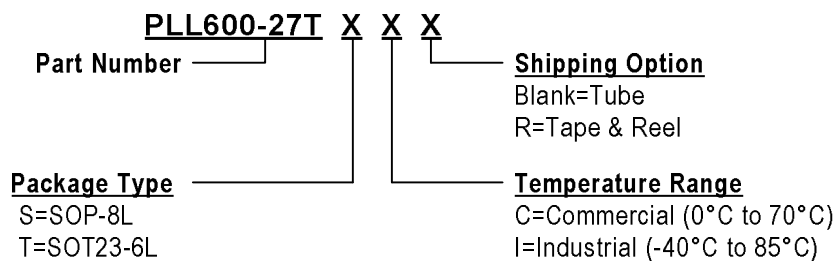 PLL600-27T X X X
Part Number
Shipping Option
Blank=Tube
R=Tape & Reel
Package Type
S=SOP-8L
T=SOT23-6L
Temperature Range
C=Commercial (0°C to 70°C)
I=Industrial (-40°C to 85°C)